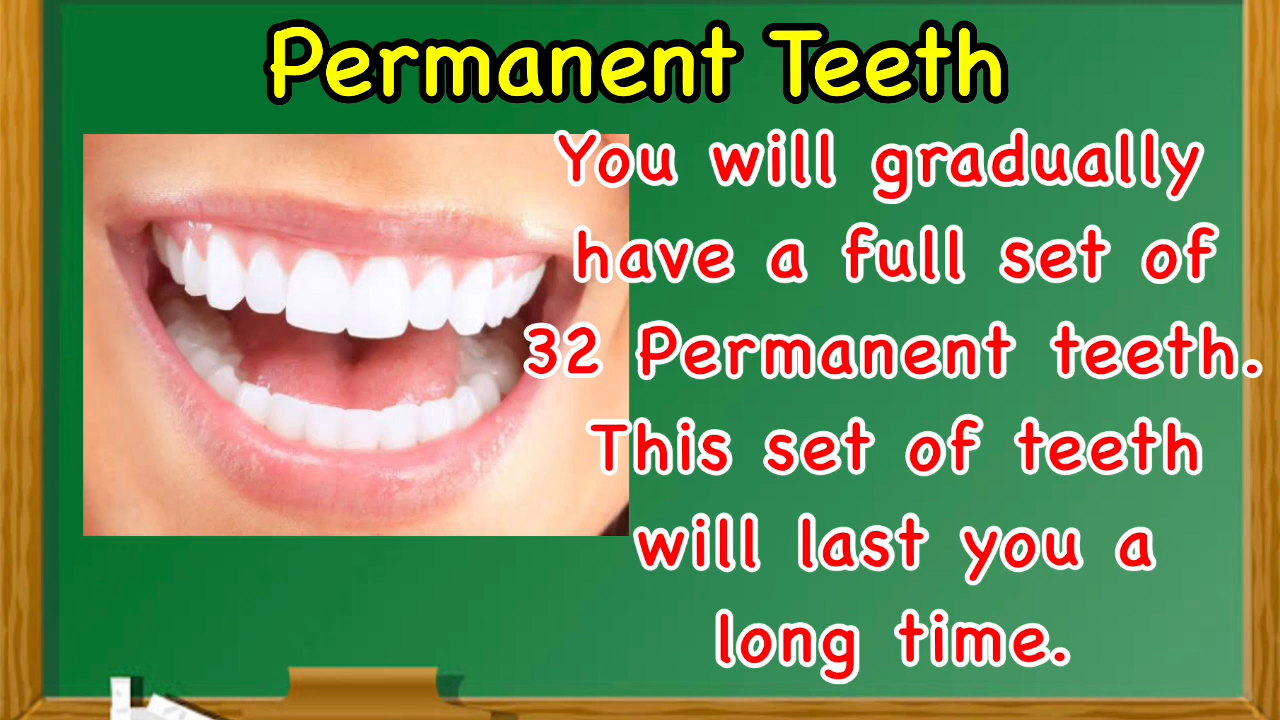 Permanent Teeth
You will gradually
have a full set of
32 Permanent teeth.
This set of teeth
will last you a
long time.